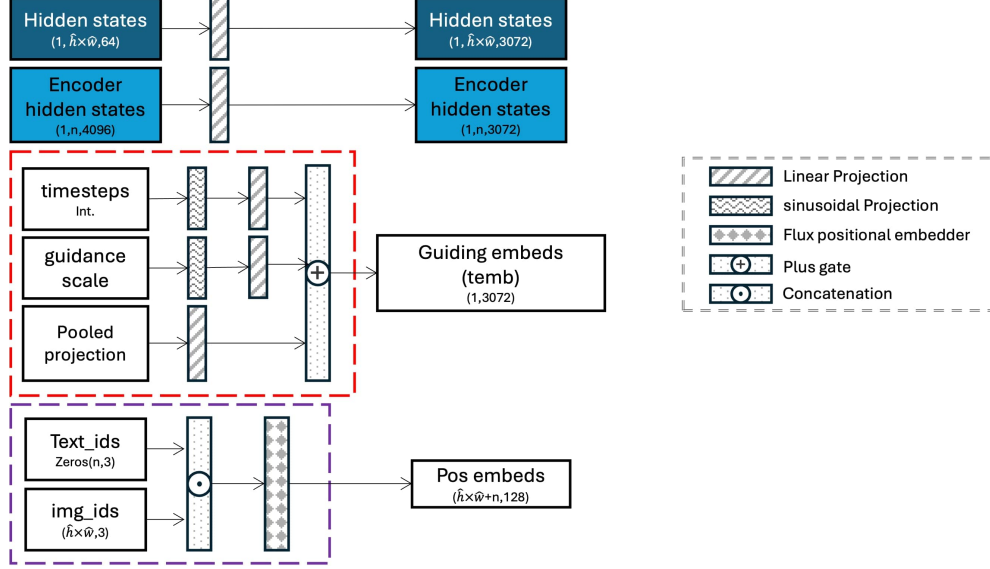 Hidden states
(1, ĥ×ŵ,64)
Hidden states
(1, ĥ×ŵ,3072)
Encoder
hidden states
(1,n,4096)
Encoder
hidden states
(1,n,3072)
timesteps
Int.
guidance
scale
Pooled
projection
Guiding embeds
(temb)
(1,3072)
Linear Projection
sinusoidal Projection
Flux positional embedder
Plus gate
Concatenation
Text_ids
Zeros(n,3)
img_ids
(ĥ×ŵ,3)
Pos embeds
(ĥ×ŵ+n,128)